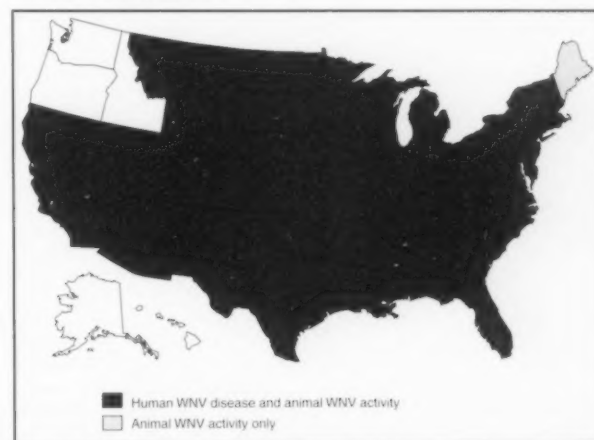 Human WNV disease and animal WNV activity
Animal WNV activity only